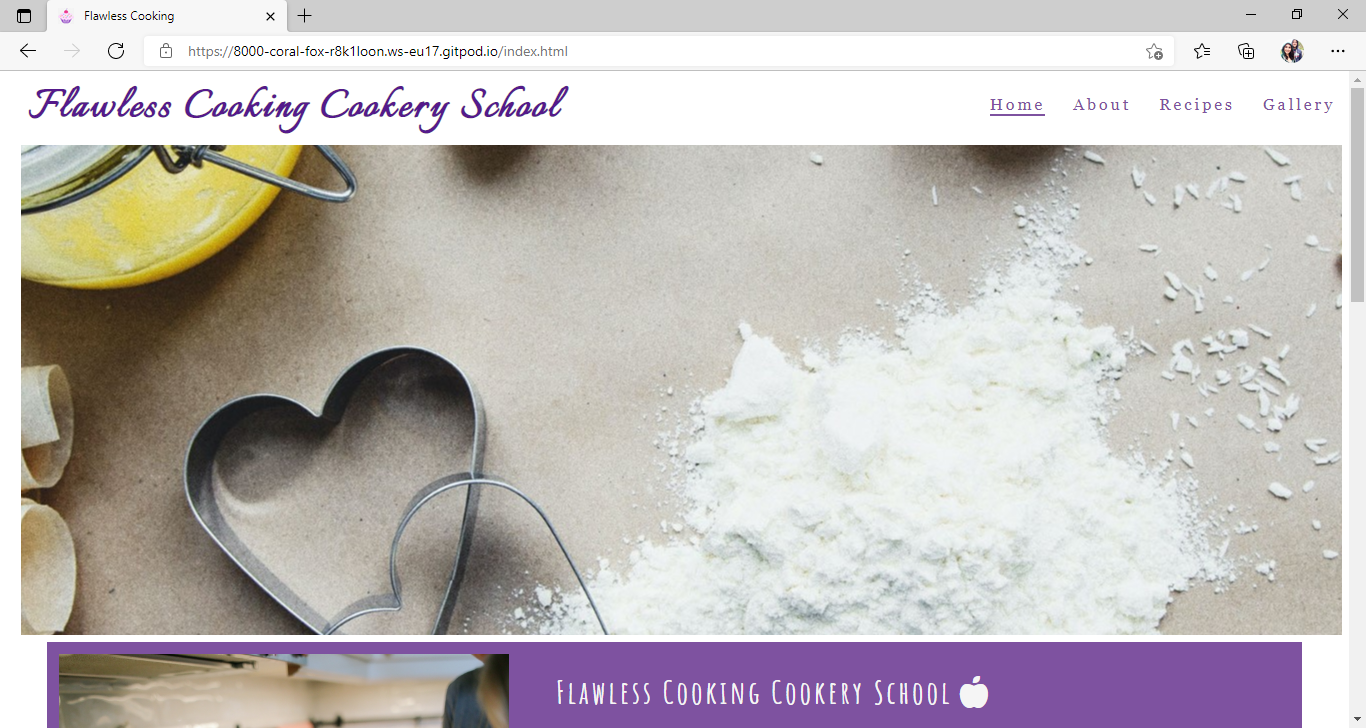 Flawless Cooking
https://8000-coral-fox-r8k1loon.ws-eu17.gitpod.io/index.html
Flawless Cooking Cookery School
Home About Recipes Gallery
Flawless Cooking Cookery School